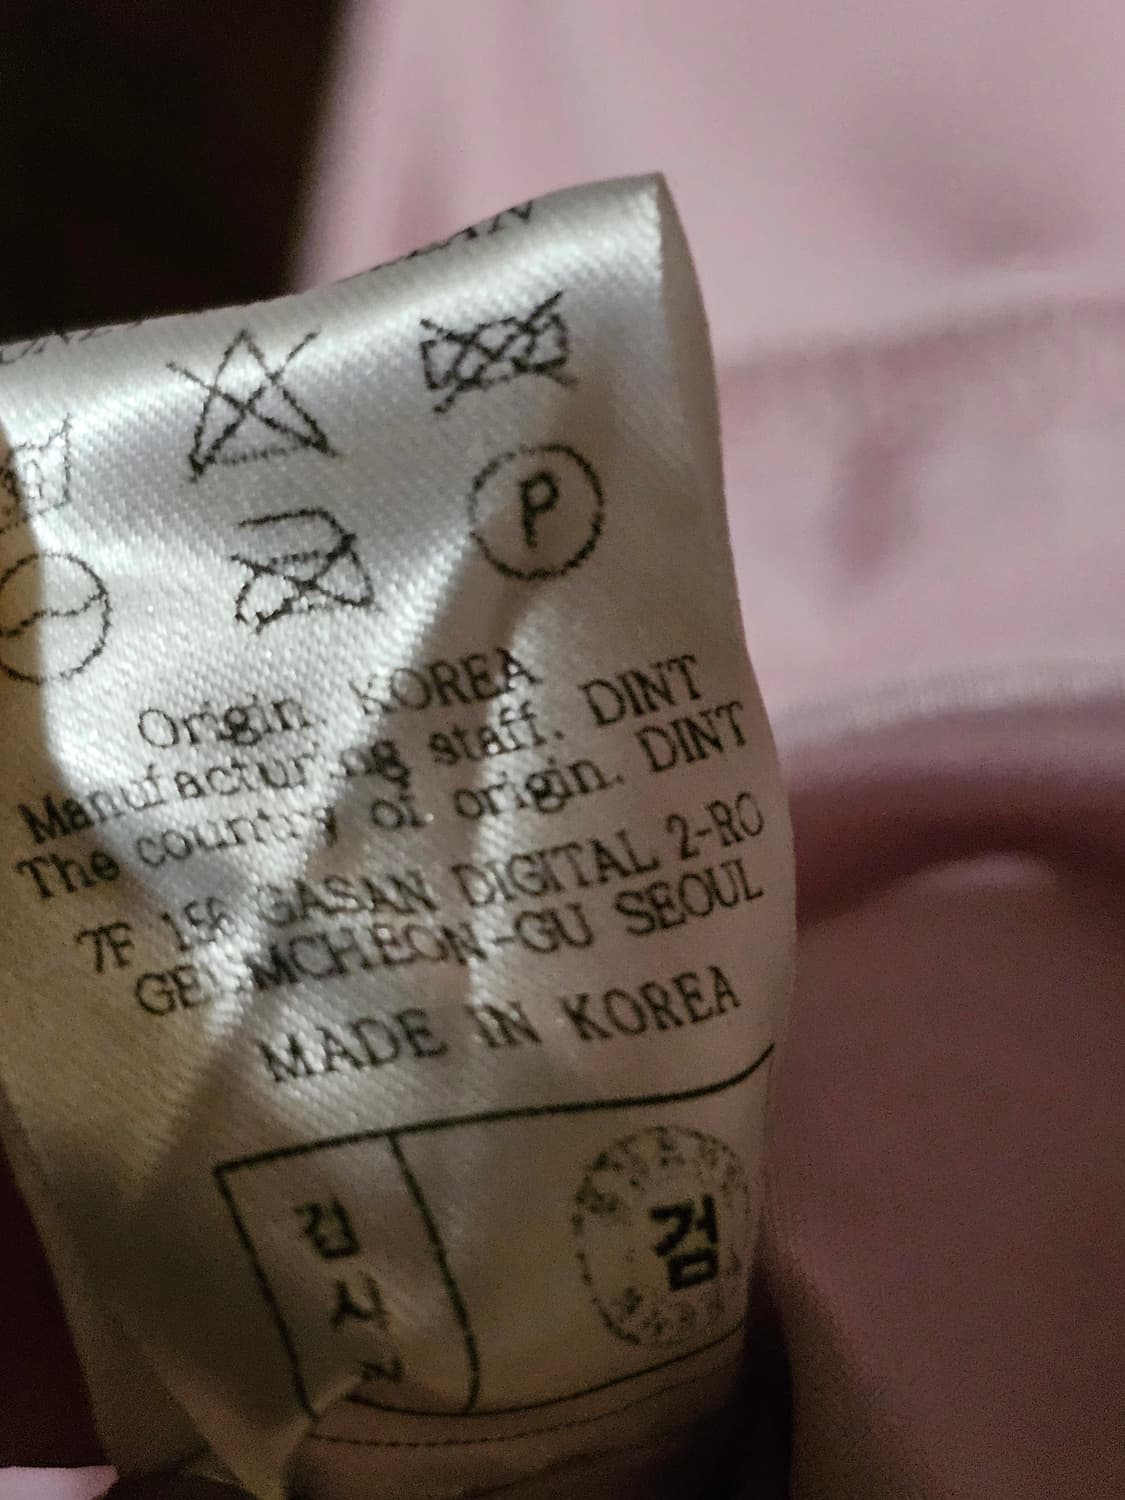 P
Origin. KOREA
Manufacturing staff. DINT
The country of origin. DINT
7F 156 GASAN DIGITAL 2-RO
GEUMCHEON-GU SEOUL
MADE IN KOREA
검
사
검